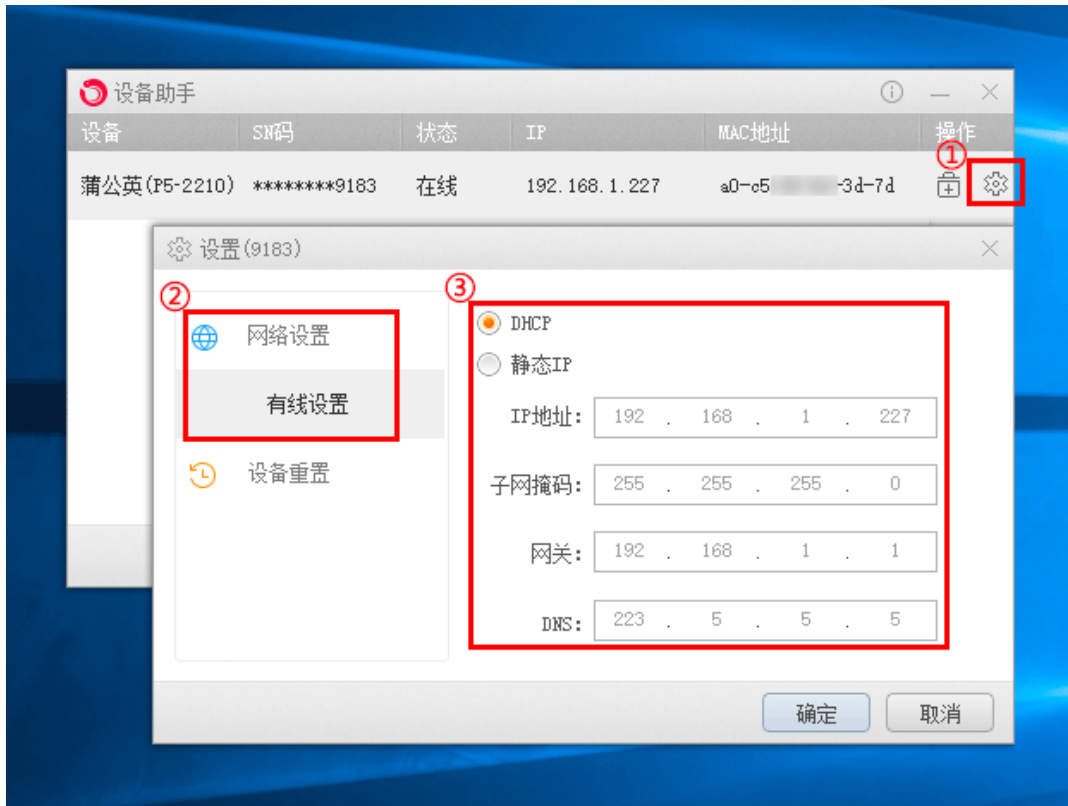 设备助手
设备 SN码 状态 IP MAC地址 操作
①
蒲公英(P5-2210) ********9183 在线 192.168.1.227 a0-c5 -3d-7d
设置(9183)
② ③
网络设置
有线设置
设备重置
DHCP
静态IP
IP地址: 192 . 168 . 1 . 227
子网掩码: 255 . 255 . 255 . 0
网关: 192 . 168 . 1 . 1
DNS: 223 . 5 . 5 . 5
确定 取消